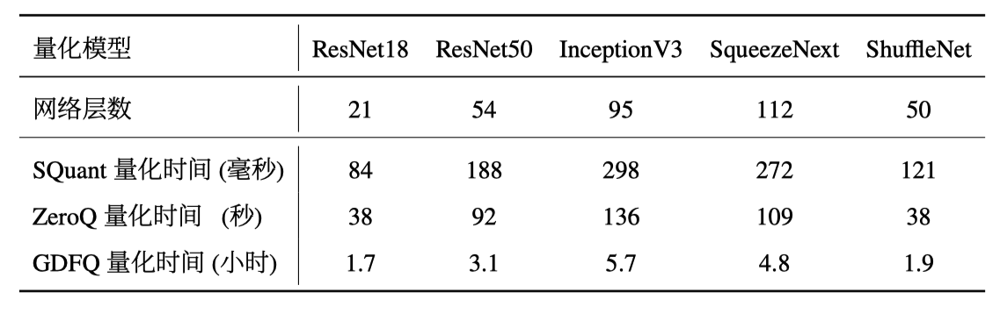 量化模型 ResNet18 ResNet50 InceptionV3 SqueezeNext ShuffleNet
网络层数 21 54 95 112 50
SQuant 量化时间 (毫秒) 84 188 298 272 121
ZeroQ 量化时间 (秒) 38 92 136 109 38
GDFQ 量化时间 (小时) 1.7 3.1 5.7 4.8 1.9